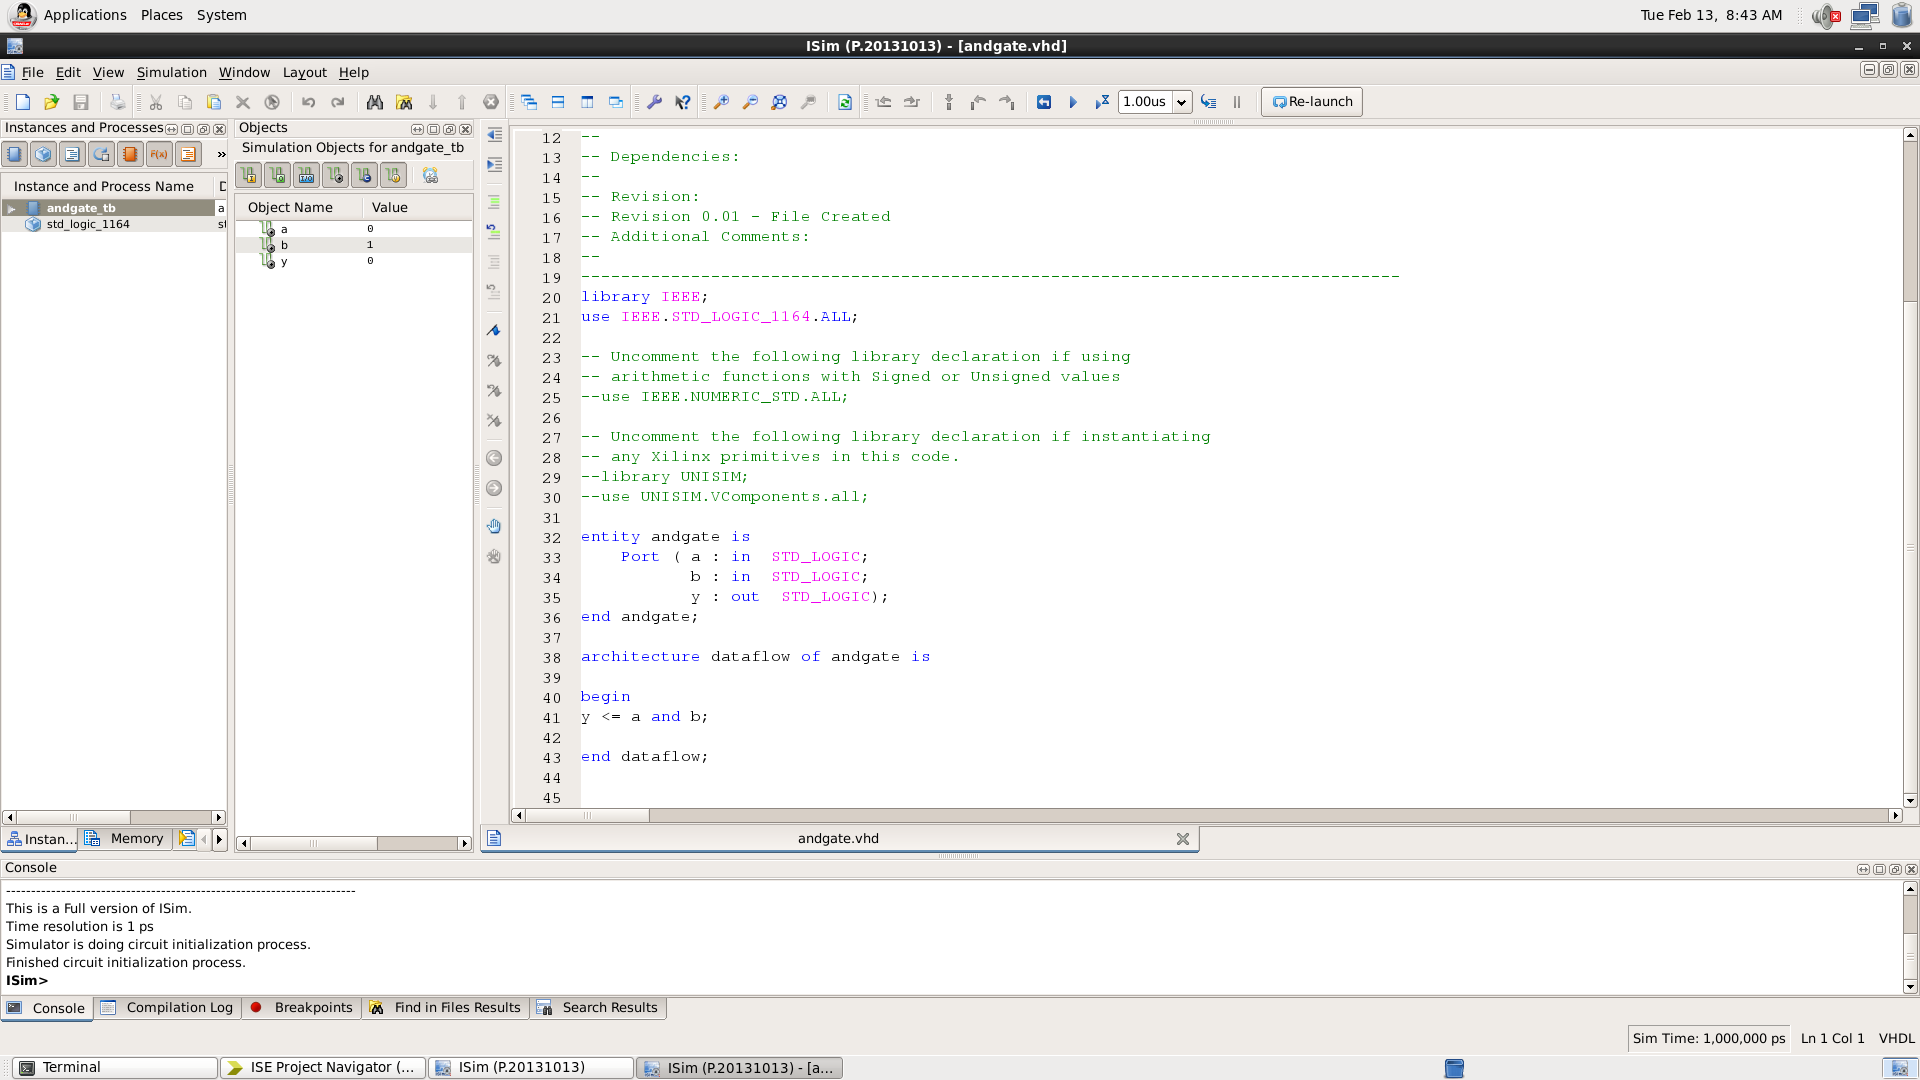 Applications Places System
Tue Feb 13, 8:43 AM
ISim (P.20131013) - [andgate.vhd]
File Edit View Simulation Window Layout Help
1.00us
Re-launch
Instances and Processes
F(x)
»
Instance and Process Name
D
andgate_tb
a
std_logic_1164
st
Instan...
Memory
Objects
Simulation Objects for andgate_tb
Object Name Value
a 0
b 1
y 0
12 --
13 -- Dependencies:
14 --
15 -- Revision:
16 -- Revision 0.01 - File Created
17 -- Additional Comments:
18 --
19 ----------------------------------------------------------------------------------
20 library IEEE;
21 use IEEE.STD_LOGIC_1164.ALL;
22
23 -- Uncomment the following library declaration if using
24 -- arithmetic functions with Signed or Unsigned values
25 --use IEEE.NUMERIC_STD.ALL;
26
27 -- Uncomment the following library declaration if instantiating
28 -- any Xilinx primitives in this code.
29 --library UNISIM;
30 --use UNISIM.VComponents.all;
31
32 entity andgate is
33     Port ( a : in  STD_LOGIC;
34            b : in  STD_LOGIC;
35            y : out  STD_LOGIC);
36 end andgate;
37
38 architecture dataflow of andgate is
39
40 begin
41 y <= a and b;
42
43 end dataflow;
44
45
andgate.vhd
Console
----------------------------------------------------------------------
This is a Full version of ISim.
Time resolution is 1 ps
Simulator is doing circuit initialization process.
Finished circuit initialization process.
ISim>
Console
Compilation Log
Breakpoints
Find in Files Results
Search Results
Sim Time: 1,000,000 ps
Ln 1 Col 1
VHDL
Terminal
ISE Project Navigator (...
ISim (P.20131013)
ISim (P.20131013) - [a...